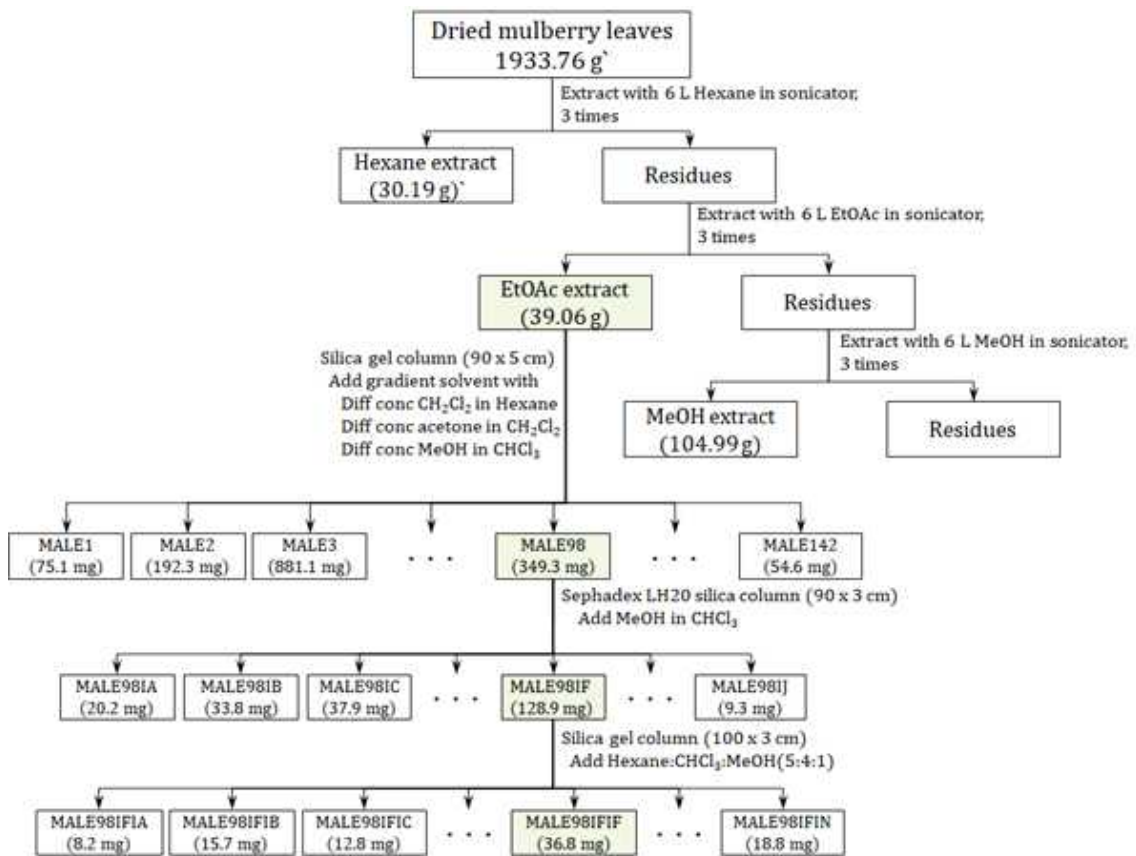 Dried mulberry leaves
1933.76 g`
Extract with 6 L Hexane in sonicator,
3 times
Hexane extract
(30.19 g)`
Residues
Extract with 6 L EtOAc in sonicator,
3 times
EtOAc extract
(39.06 g)
Residues
Silica gel column (90 x 5 cm)
Add gradient solvent with
Diff conc CH₂Cl₂ in Hexane
Diff conc acetone in CH₂Cl₂
Diff conc MeOH in CHCl₃
Extract with 6 L MeOH in sonicator,
3 times
MeOH extract
(104.99 g)
Residues
MALE1
(75.1 mg)
MALE2
(192.3 mg)
MALE3
(881.1 mg)
. . .
MALE98
(349.3 mg)
. . .
MALE142
(54.6 mg)
Sephadex LH20 silica column (90 x 3 cm)
Add MeOH in CHCl₃
MALE98IA
(20.2 mg)
MALE98IB
(33.8 mg)
MALE98IC
(37.9 mg)
. . .
MALE98IF
(128.9 mg)
. . .
MALE98IJ
(9.3 mg)
Silica gel column (100 x 3 cm)
Add Hexane:CHCl₃:MeOH(5:4:1)
MALE98IFIA
(8.2 mg)
MALE98IFIB
(15.7 mg)
MALE98IFIC
(12.8 mg)
. . .
MALE98IFIF
(36.8 mg)
. . .
MALE98IFIN
(18.8 mg)